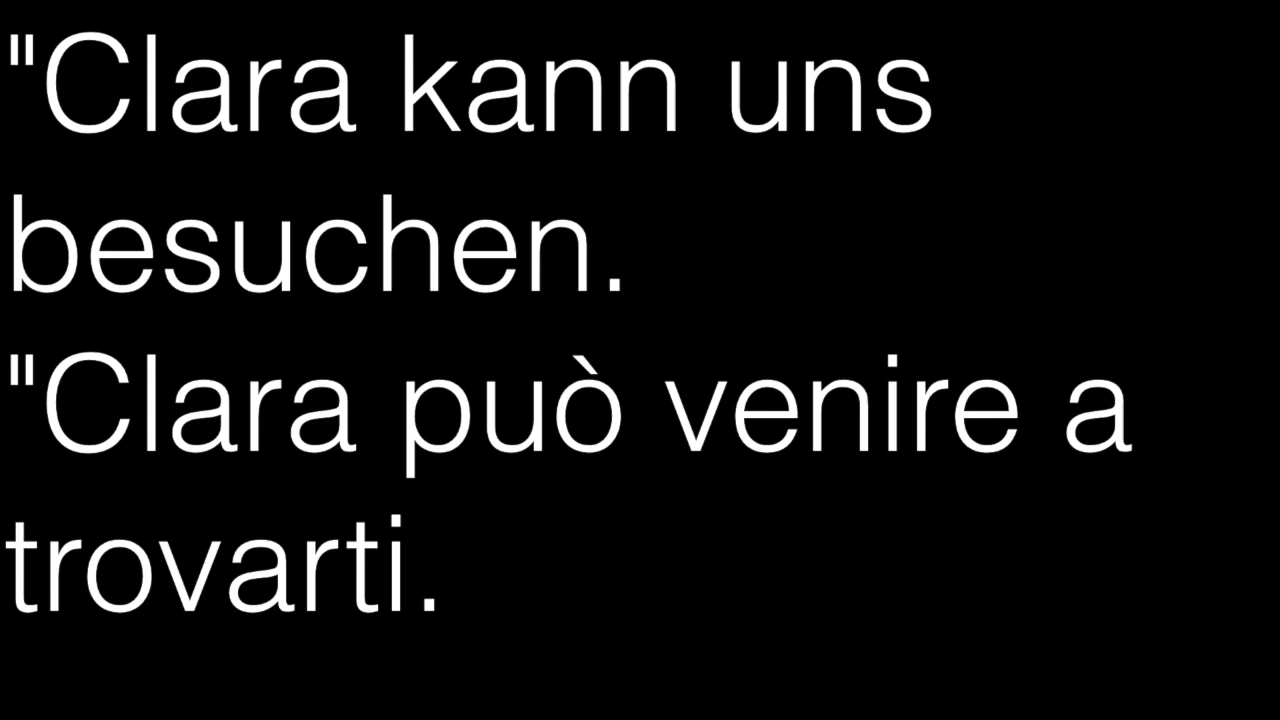 "Clara kann uns
besuchen.
"Clara può venire a
trovarti.